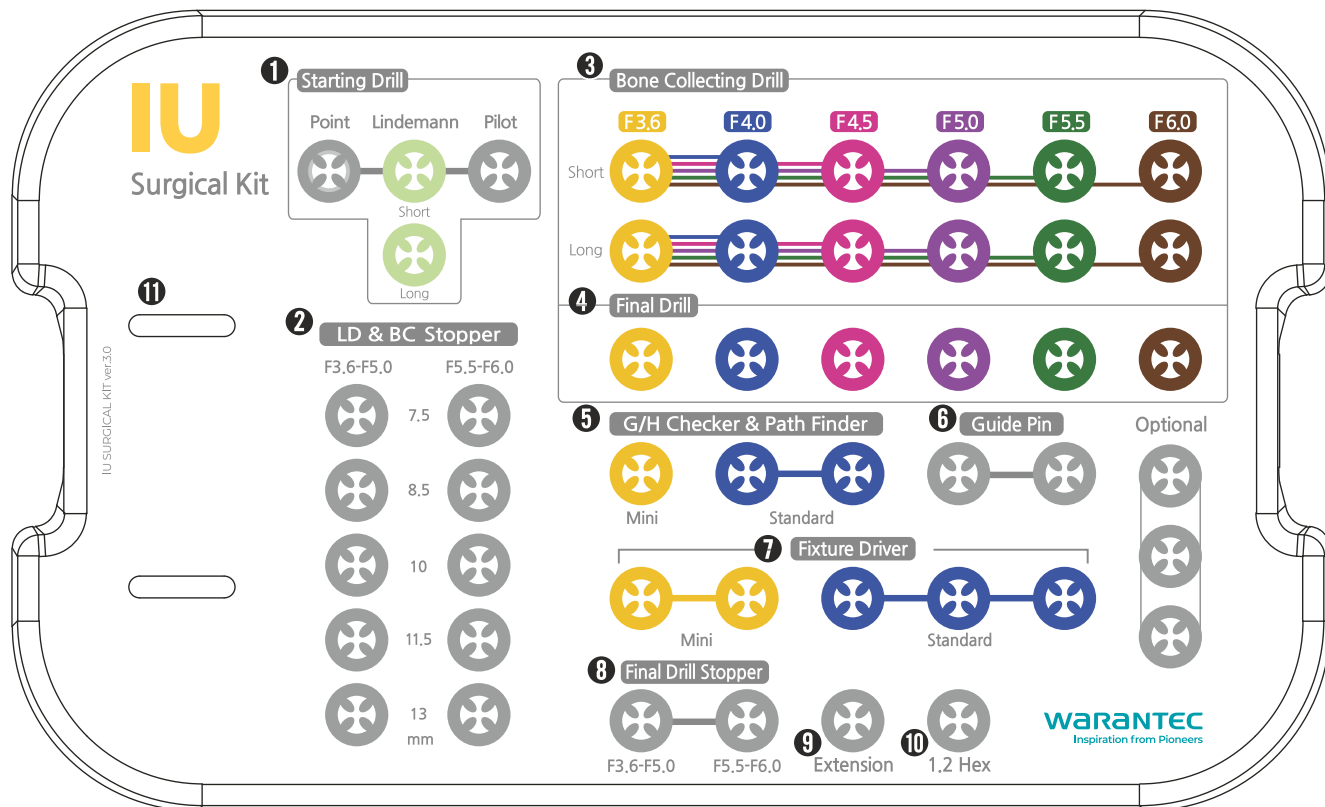 IU
Surgical Kit
1 Starting Drill
Point Lindemann Pilot
Short
Long
3 Bone Collecting Drill
F3.6 F4.0 F4.5 F5.0 F5.5 F6.0
Short
Long
4 Final Drill
11
IU SURGICAL KIT ver.3.0
2 LD & BC Stopper
F3.6-F5.0 F5.5-F6.0
7.5
8.5
10
11.5
13
mm
5 G/H Checker & Path Finder
Mini Standard
6 Guide Pin
Optional
7 Fixture Driver
Mini Standard
8 Final Drill Stopper
F3.6-F5.0 F5.5-F6.0
9 Extension
10 1.2 Hex
WARANTEC
Inspiration from Pioneers